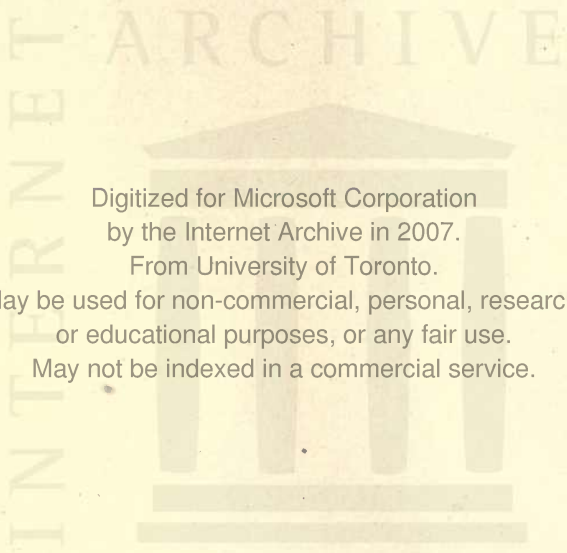 INTERNET ARCHIVE
Digitized for Microsoft Corporation
by the Internet Archive in 2007.
From University of Toronto.
ay be used for non-commercial, personal, researc
or educational purposes, or any fair use.
May not be indexed in a commercial service.